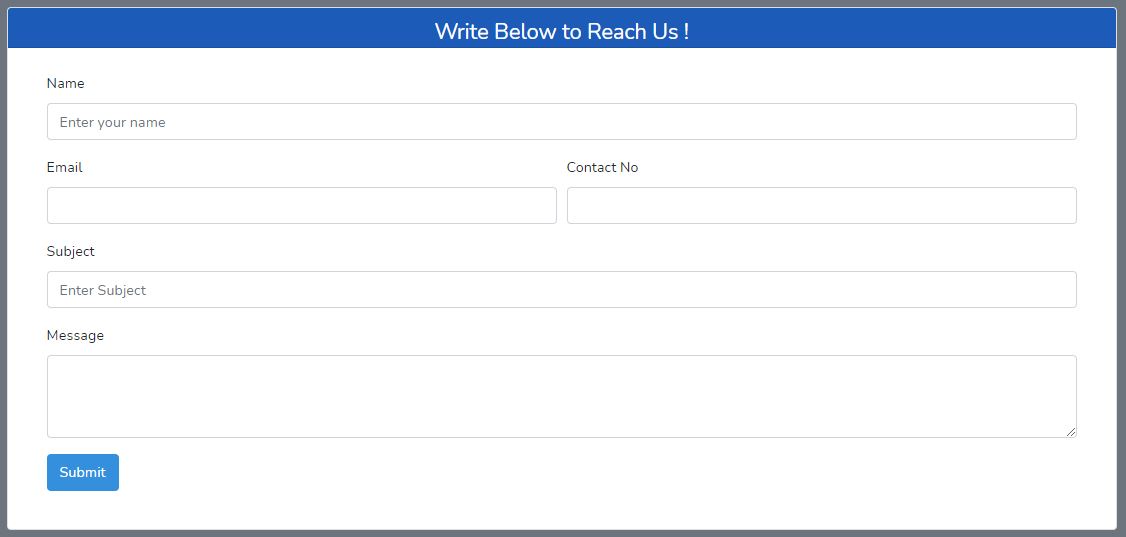 Write Below to Reach Us !
Name
Enter your name
Email
Contact No
Subject
Enter Subject
Message
Submit